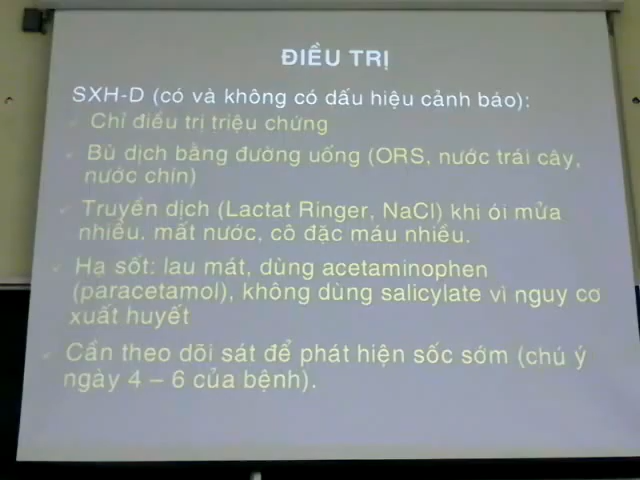 ĐIỀU TRỊ
SXH-D (có và không có dấu hiệu cảnh báo):
Chỉ điều trị triệu chứng
Bù dịch bằng đường uống (ORS, nước trái cây,
nước chín)
Truyền dịch (Lactat Ringer, NaCl) khi ói mửa
nhiều, mất nước, cô đặc máu nhiều.
Hạ sốt: lau mát, dùng acetaminophen
(paracetamol), không dùng salicylate vì nguy cơ
xuất huyết
Cần theo dõi sát để phát hiện sốc sớm (chú ý
ngày 4 – 6 của bệnh).